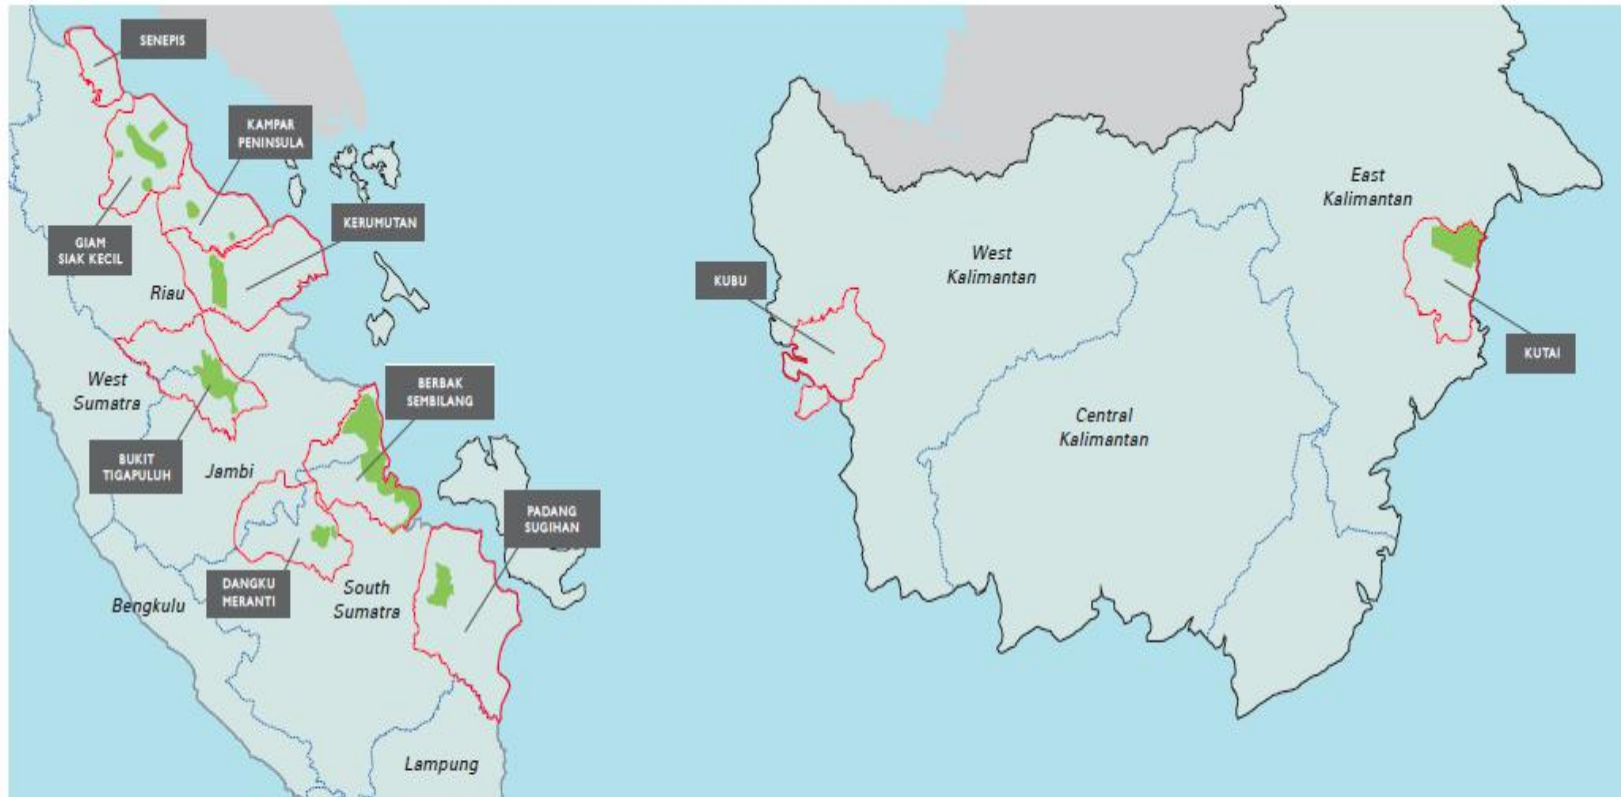 SENEPIS
KAMPAR
PENINSULA
KERUMUTAN
GIAM
SIAK KECIL
Riau
West
Sumatra
BERBAK
SEMBILANG
BUKIT
TIGAPULUH
Jambi
PADANG
SUGIHAN
DANGKU
MERANTI
South
Sumatra
Bengkulu
Lampung
East
Kalimantan
West
Kalimantan
KUBU
KUTAI
Central
Kalimantan